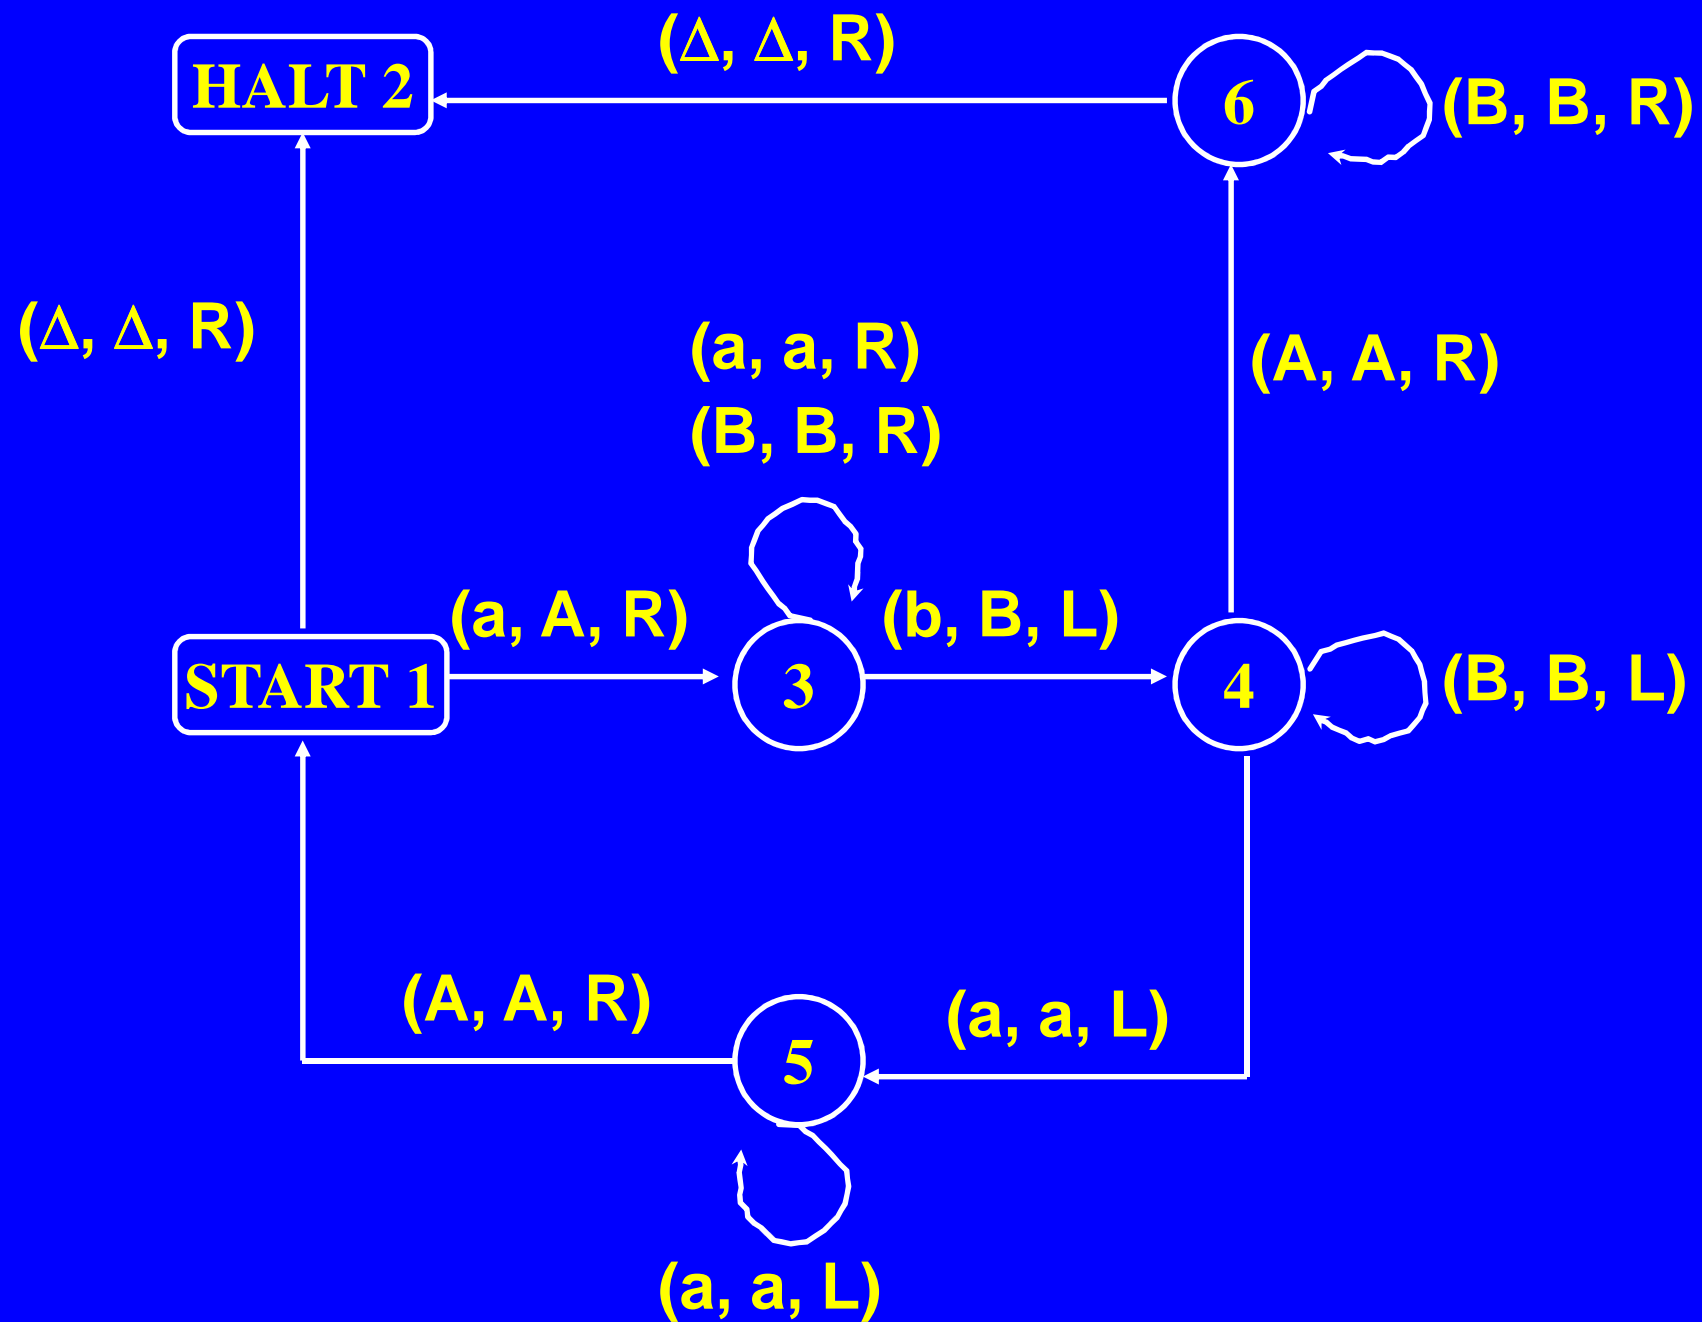 (Δ, Δ, R)
HALT 2
6
(B, B, R)
(Δ, Δ, R)
(a, a, R)
(B, B, R)
(A, A, R)
(a, A, R)
(b, B, L)
START 1
3
4
(B, B, L)
(A, A, R)
5
(a, a, L)
(a, a, L)